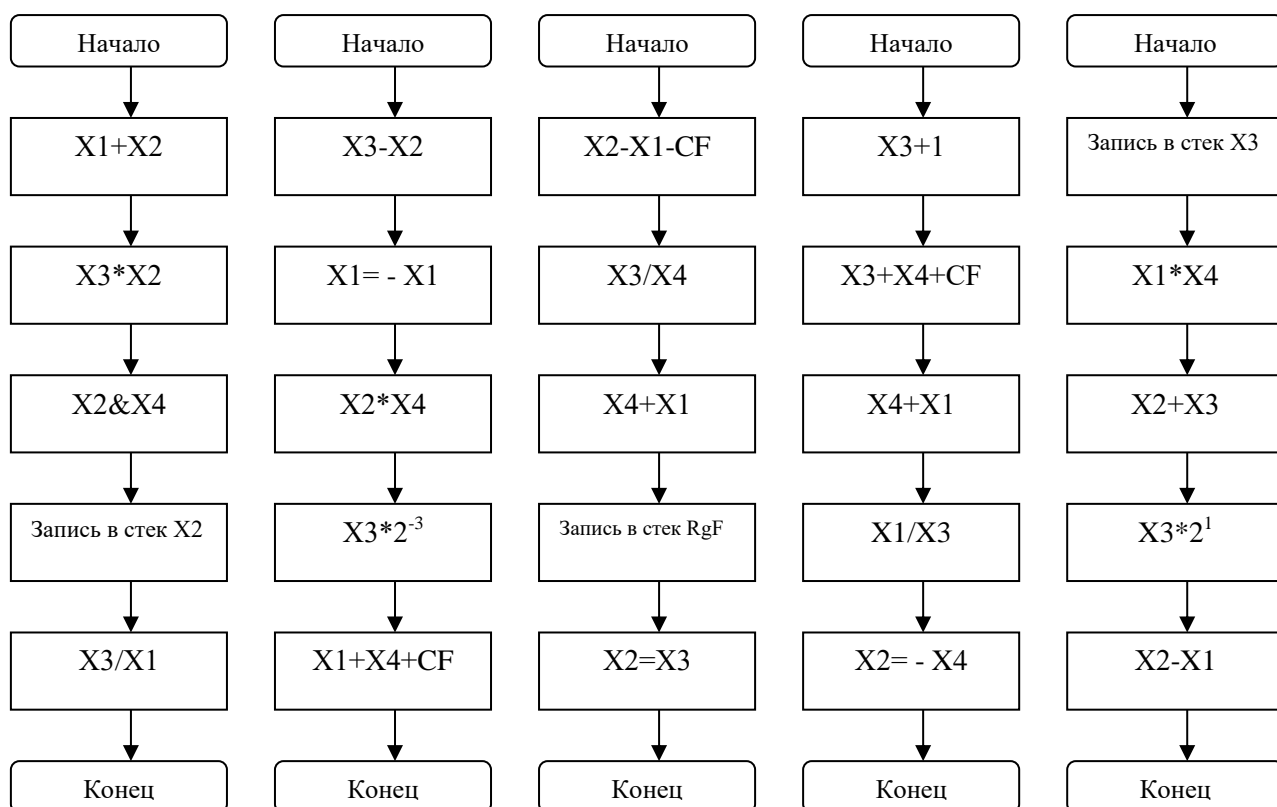 Начало
X1+X2
X3*X2
X2&X4
Запись в стек X2
X3/X1
Конец
Начало
X3-X2
X1= - X1
X2*X4
X3*2⁻³
X1+X4+CF
Конец
Начало
X2-X1-CF
X3/X4
X4+X1
Запись в стек RgF
X2=X3
Конец
Начало
X3+1
X3+X4+CF
X4+X1
X1/X3
X2= - X4
Конец
Начало
Запись в стек X3
X1*X4
X2+X3
X3*2¹
X2-X1
Конец